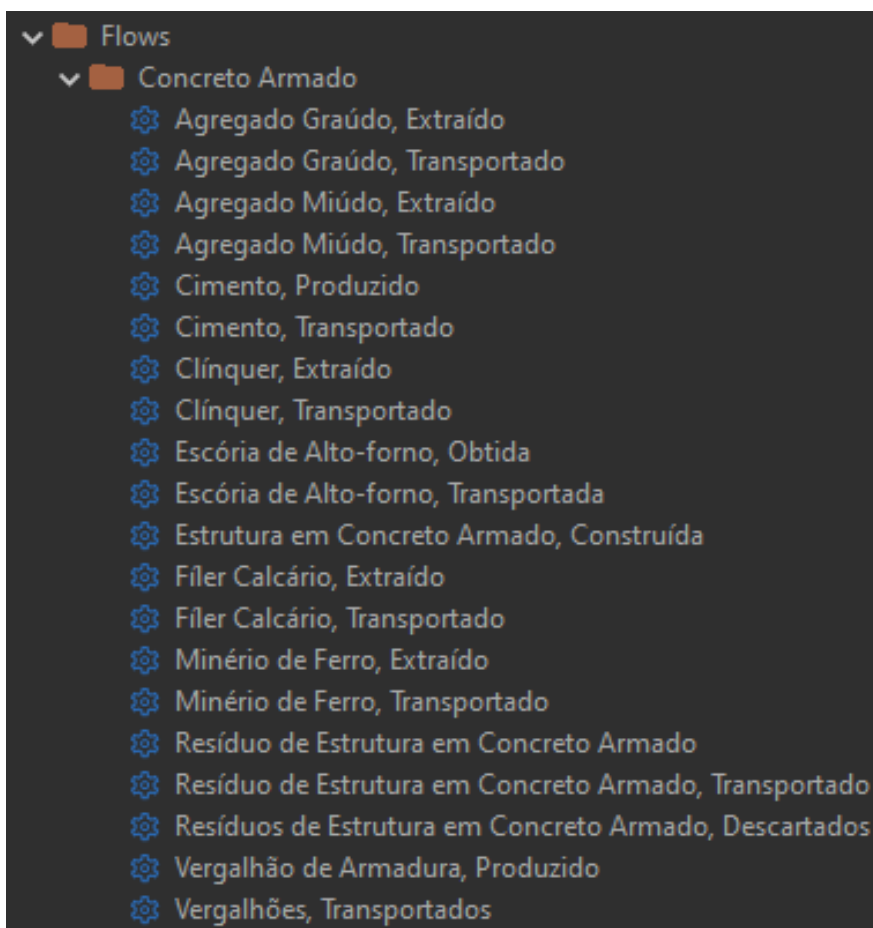 Flows
Concreto Armado
Agregado Graúdo, Extraído
Agregado Graúdo, Transportado
Agregado Miúdo, Extraído
Agregado Miúdo, Transportado
Cimento, Produzido
Cimento, Transportado
Clínquer, Extraído
Clínquer, Transportado
Escória de Alto-forno, Obtida
Escória de Alto-forno, Transportada
Estrutura em Concreto Armado, Construída
Fíler Calcário, Extraído
Fíler Calcário, Transportado
Minério de Ferro, Extraído
Minério de Ferro, Transportado
Resíduo de Estrutura em Concreto Armado
Resíduo de Estrutura em Concreto Armado, Transportado
Resíduos de Estrutura em Concreto Armado, Descartados
Vergalhão de Armadura, Produzido
Vergalhões, Transportados